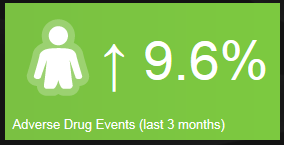 ↑ 9.6%
Adverse Drug Events (last 3 months)